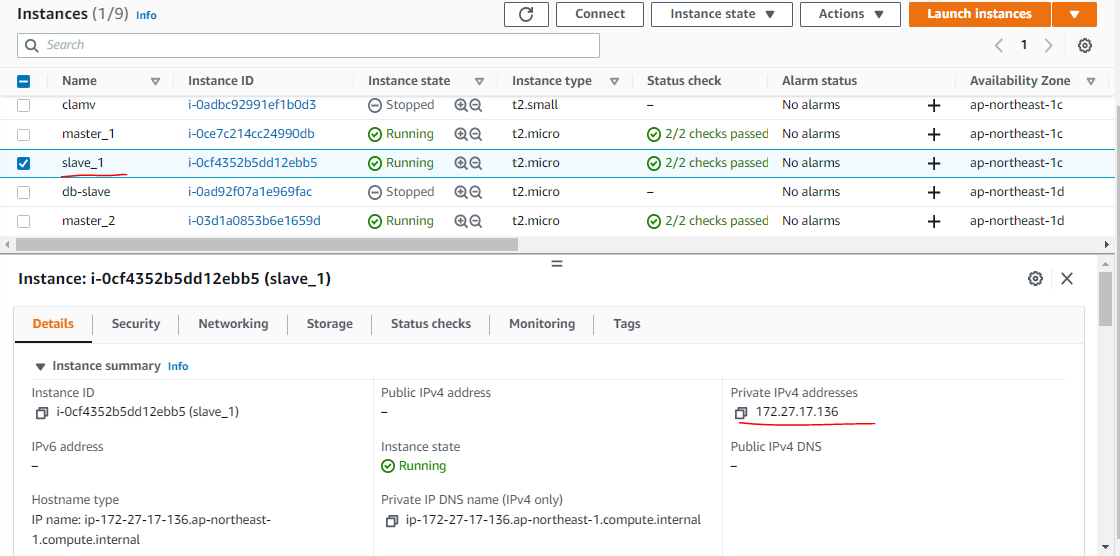 Instances (1/9) Info
Connect Instance state Actions Launch instances
Search
1
Name Instance ID Instance state Instance type Status check Alarm status Availability Zone
clamv i-0adbc92991ef1b0d3 Stopped t2.small – No alarms + ap-northeast-1c
master_1 i-0ce7c214cc24990db Running t2.micro 2/2 checks passed No alarms + ap-northeast-1c
slave_1 i-0cf4352b5dd12ebb5 Running t2.micro 2/2 checks passed No alarms + ap-northeast-1c
db-slave i-0ad92f07a1e969fac Stopped t2.micro – No alarms + ap-northeast-1d
master_2 i-03d1a0853b6e1659d Running t2.micro 2/2 checks passed No alarms + ap-northeast-1d
Instance: i-0cf4352b5dd12ebb5 (slave_1)
Details Security Networking Storage Status checks Monitoring Tags
Instance summary Info
Instance ID Public IPv4 address Private IPv4 addresses
i-0cf4352b5dd12ebb5 (slave_1) – 172.27.17.136
IPv6 address Instance state Public IPv4 DNS
– Running –
Hostname type Private IP DNS name (IPv4 only)
IP name: ip-172-27-17-136.ap-northeast- ip-172-27-17-136.ap-northeast-1.compute.internal
1.compute.internal